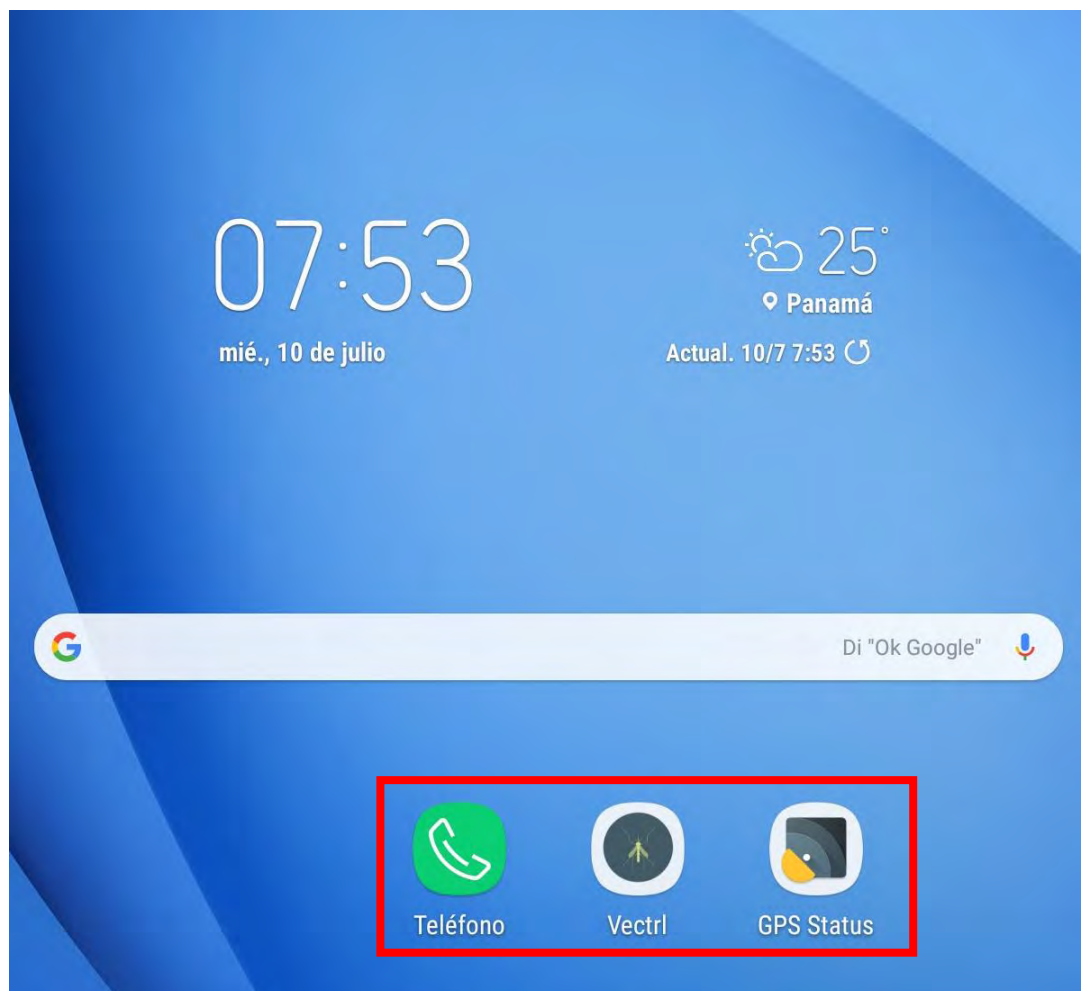 07:53
mié., 10 de julio
25°
Panamá
Actual. 10/7 7:53
Di "Ok Google"
Teléfono
Vectrl
GPS Status